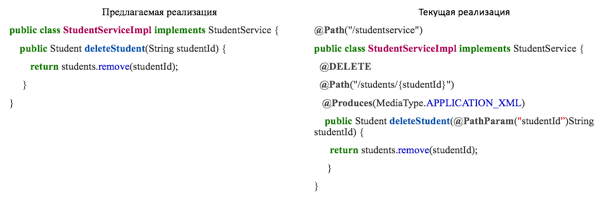 Предлагаемая реализация
public class StudentServiceImpl implements StudentService {
public Student deleteStudent(String studentId) {
return students.remove(studentId);
}
}
Текущая реализация
@Path("/studentservice")
public class StudentServiceImpl implements StudentService {
@DELETE
@Path("/students/{studentId}")
@Produces(MediaType.APPLICATION_XML)
public Student deleteStudent(@PathParam("studentId")String
studentId) {
return students.remove(studentId);
}
}